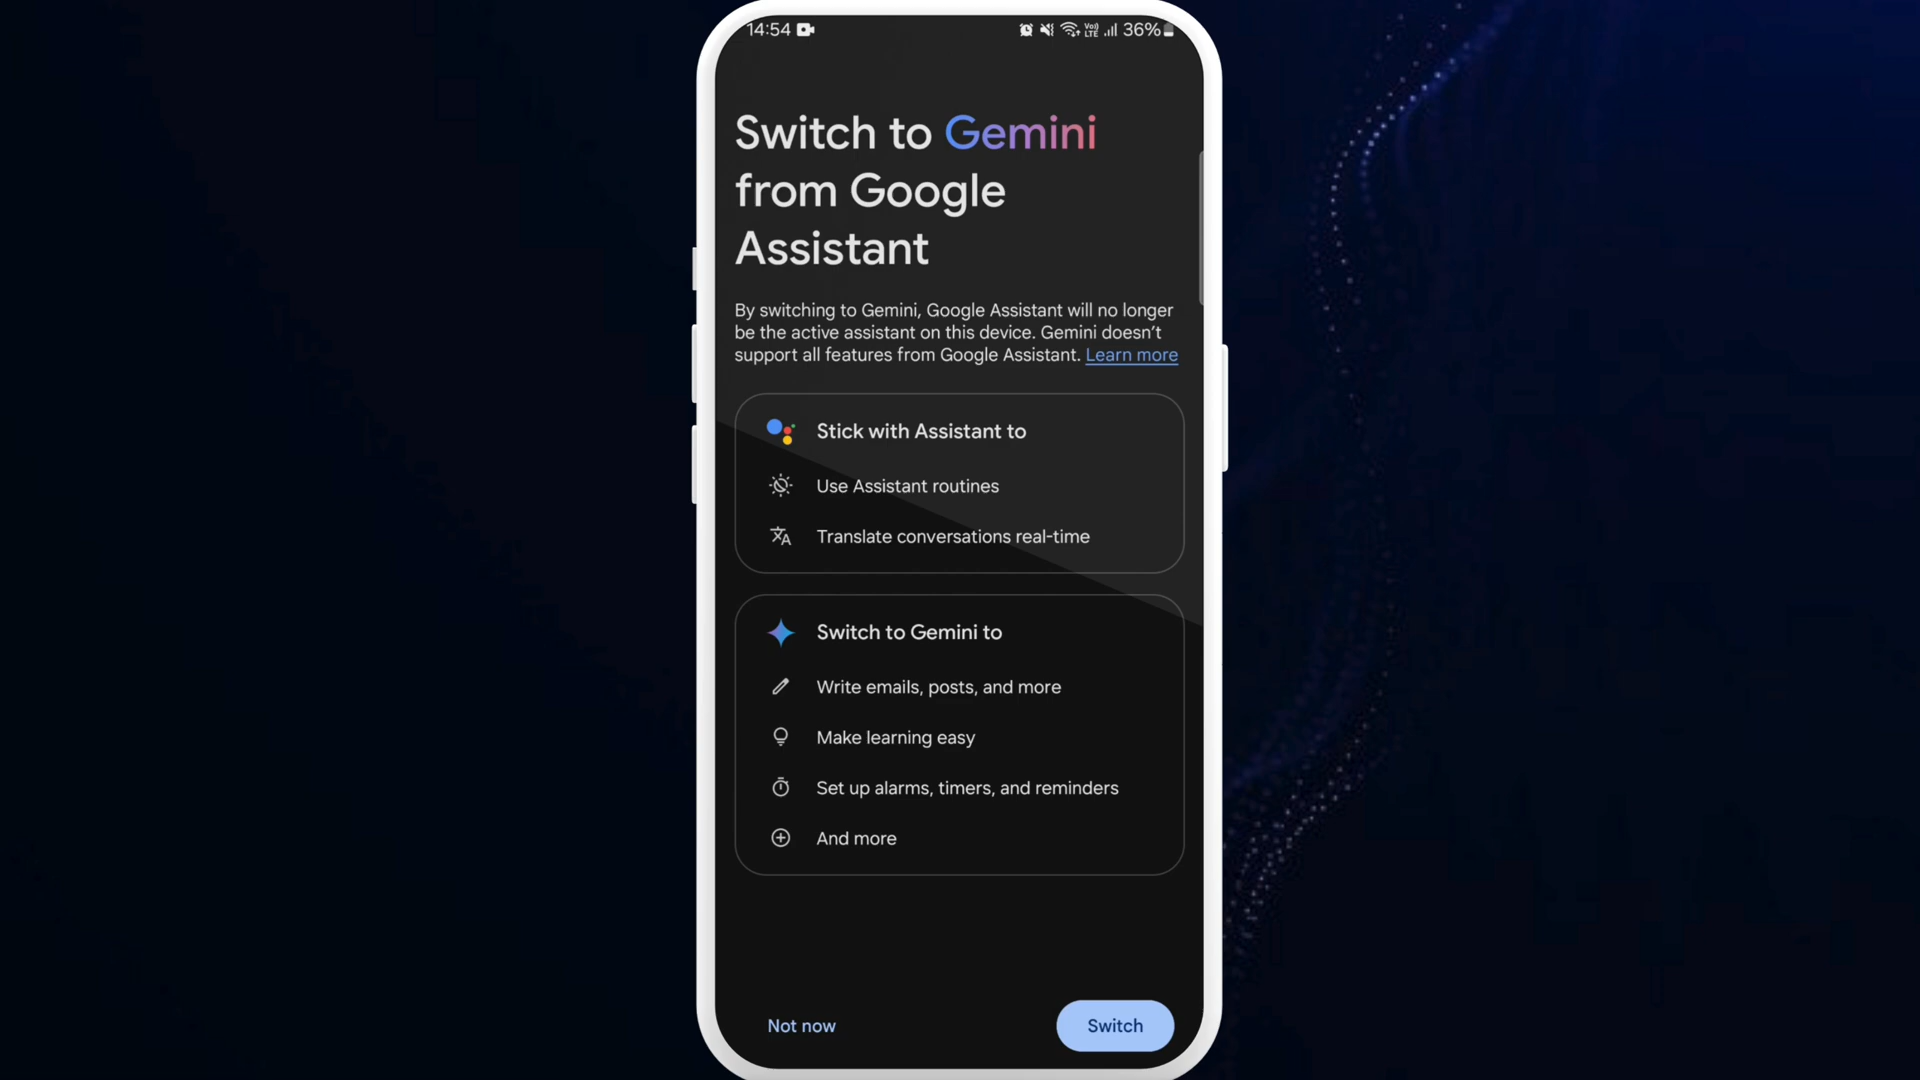 14:54
Vo)) LTE 36%
Switch to Gemini
from Google
Assistant
By switching to Gemini, Google Assistant will no longer
be the active assistant on this device. Gemini doesn’t
support all features from Google Assistant. Learn more
Stick with Assistant to
Use Assistant routines
Translate conversations real-time
Switch to Gemini to
Write emails, posts, and more
Make learning easy
Set up alarms, timers, and reminders
And more
Not now
Switch